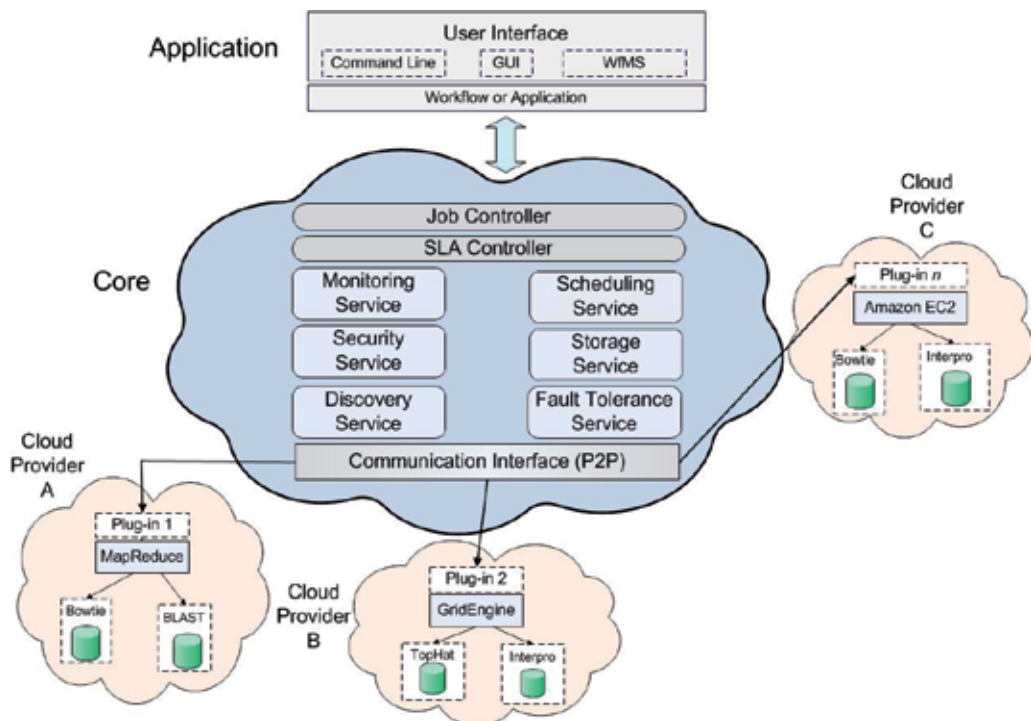 Application
User Interface
Command Line GUI WfMS
Workflow or Application
Core
Job Controller
SLA Controller
Monitoring
Service
Scheduling
Service
Security
Service
Storage
Service
Discovery
Service
Fault Tolerance
Service
Communication Interface (P2P)
Cloud
Provider
A
Plug-in 1
MapReduce
Bowtie
BLAST
Cloud
Provider
B
Plug-in 2
GridEngine
TopHat
Interpro
Cloud
Provider
C
Plug-in n
Amazon EC2
Bowtie
Interpro